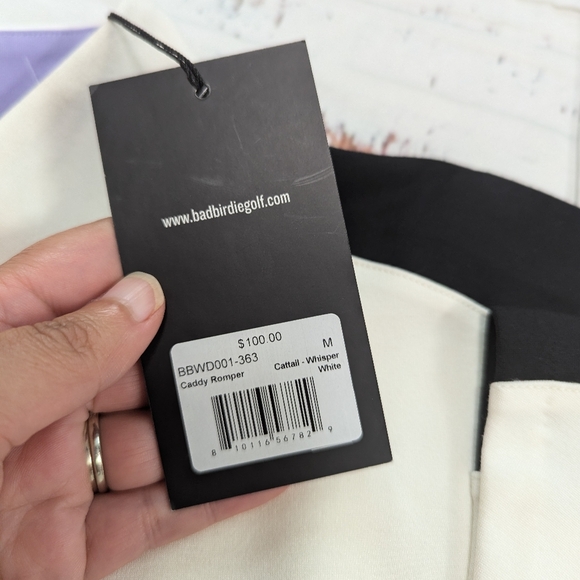 www.badbirdiegolf.com
$100.00
BBWD001-363 M
Caddy Romper Cattail - Whisper
White
8 10116 56782 9